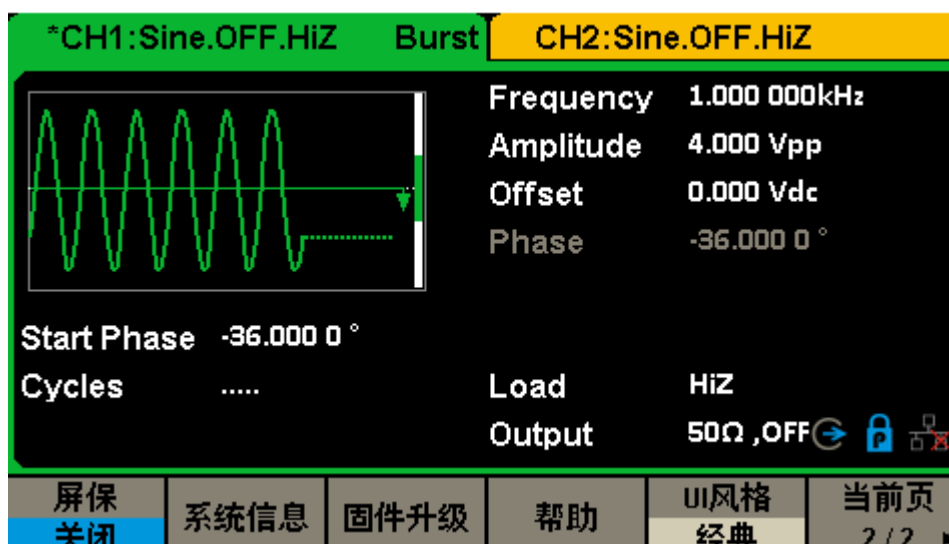 *CH1:Sine.OFF.HiZ Burst CH2:Sine.OFF.HiZ
Frequency 1.000 000kHz
Amplitude 4.000 Vpp
Offset 0.000 Vdc
Phase -36.000 0 °
Start Phase -36.000 0 °
Cycles .....
Load HiZ
Output 50Ω ,OFF P
屏保 系统信息 固件升级 帮助 UI风格 当前页
关闭 经典 2/2